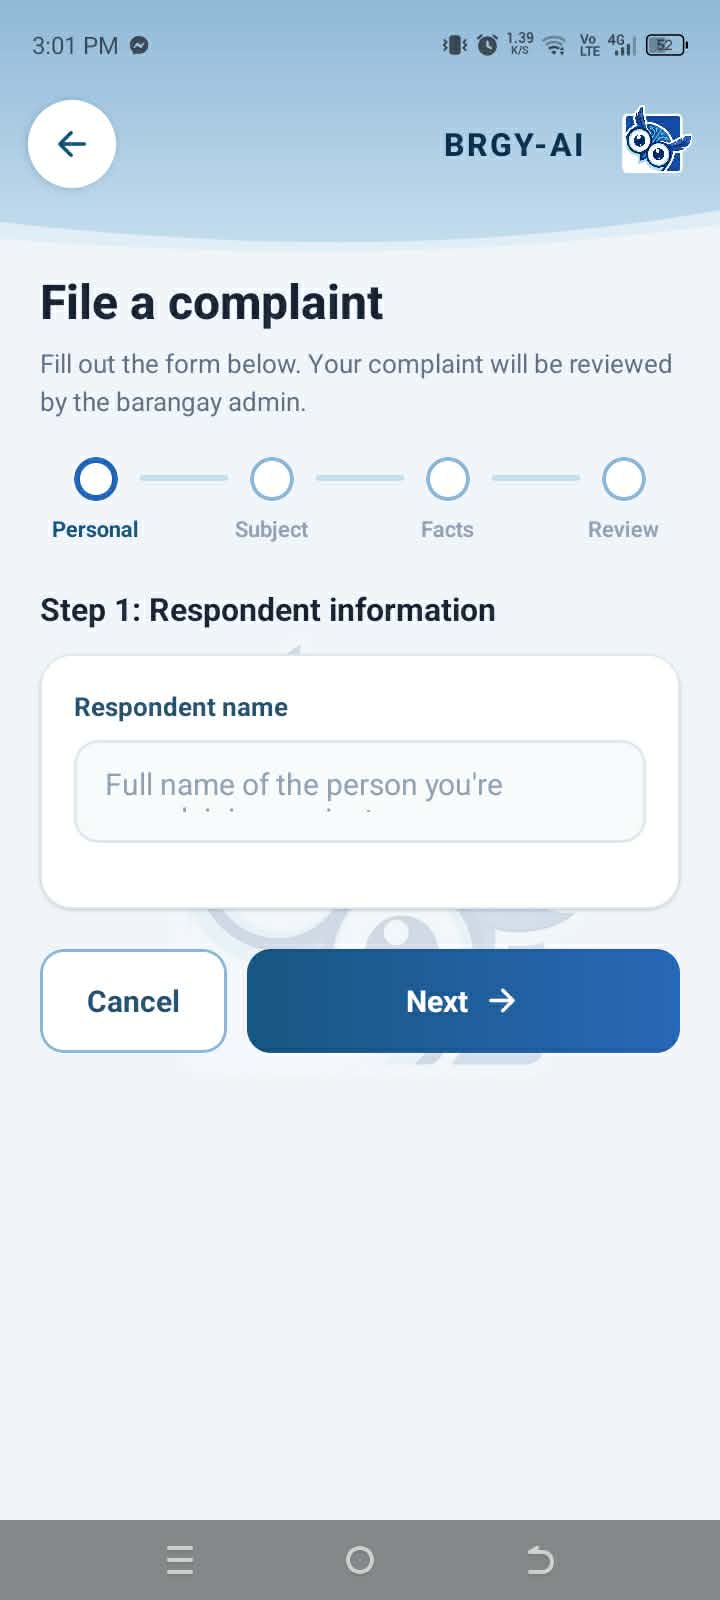 3:01 PM
1.39
K/S
Vo
LTE
4G
52
BRGY-AI
File a complaint
Fill out the form below. Your complaint will be reviewed
by the barangay admin.
Personal
Subject
Facts
Review
Step 1: Respondent information
Respondent name
Full name of the person you're
Cancel
Next